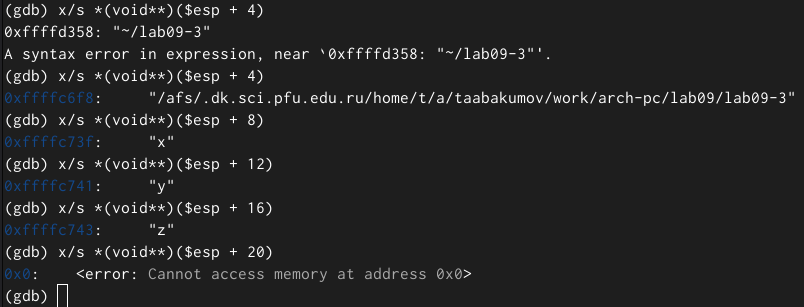 (gdb) x/s *(void**)($esp + 4)
0xffffd358: "~/lab09-3"
A syntax error in expression, near `0xffffd358: "~/lab09-3"'.
(gdb) x/s *(void**)($esp + 4)
0xffffc6f8:     "/afs/.dk.sci.pfu.edu.ru/home/t/a/taabakumov/work/arch-pc/lab09/lab09-3"
(gdb) x/s *(void**)($esp + 8)
0xffffc73f:     "x"
(gdb) x/s *(void**)($esp + 12)
0xffffc741:     "y"
(gdb) x/s *(void**)($esp + 16)
0xffffc743:     "z"
(gdb) x/s *(void**)($esp + 20)
0x0:    <error: Cannot access memory at address 0x0>
(gdb)